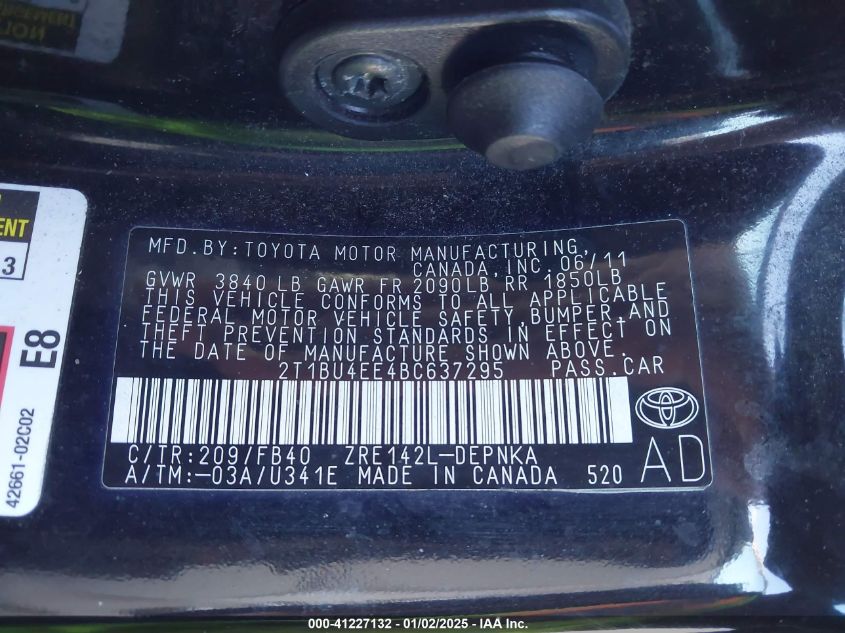 MFD.BY:TOYOTA MOTOR MANUFACTURING,
CANADA,INC. 06/11
GVWR 3840 LB GAWR FR 2090LB RR 1850LB
THIS VEHICLE CONFORMS TO ALL APPLICABLE
FEDERAL MOTOR VEHICLE SAFETY,BUMPER,AND
THEFT PREVENTION STANDARDS IN EFFECT ON
THE DATE OF MANUFACTURE SHOWN ABOVE.
2T1BU4EE4BC637295 PASS.CAR
C/TR:209/FB40 ZRE142L-DEPNKA
A/TM:-03A/U341E MADE IN CANADA 520
AD
E8
42661-02C02
000-41227132 - 01/02/2025 - IAA Inc.